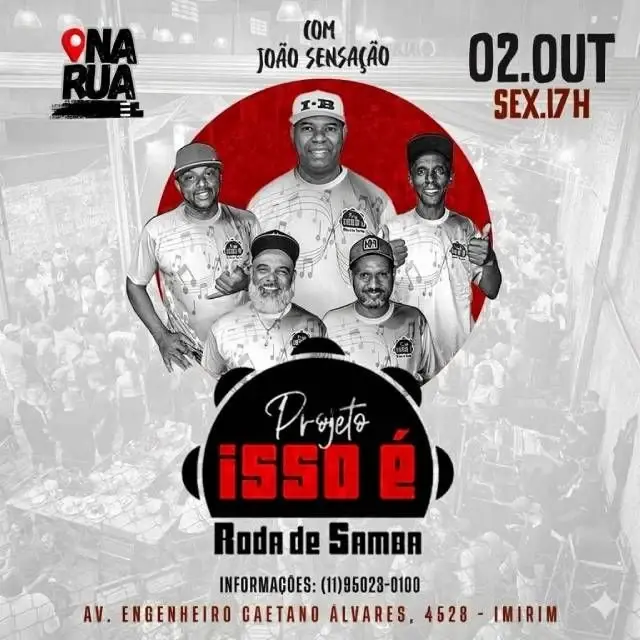 NA
RUA
COM
JOÃO SENSAÇÃO
02.OUT
SEX.17H
I·B
Projeto
isso é
Roda de Samba
INFORMAÇÕES: (11)95023-0100
AV. ENGENHEIRO CAETANO ÁLVARES, 4528 - IMIRIM